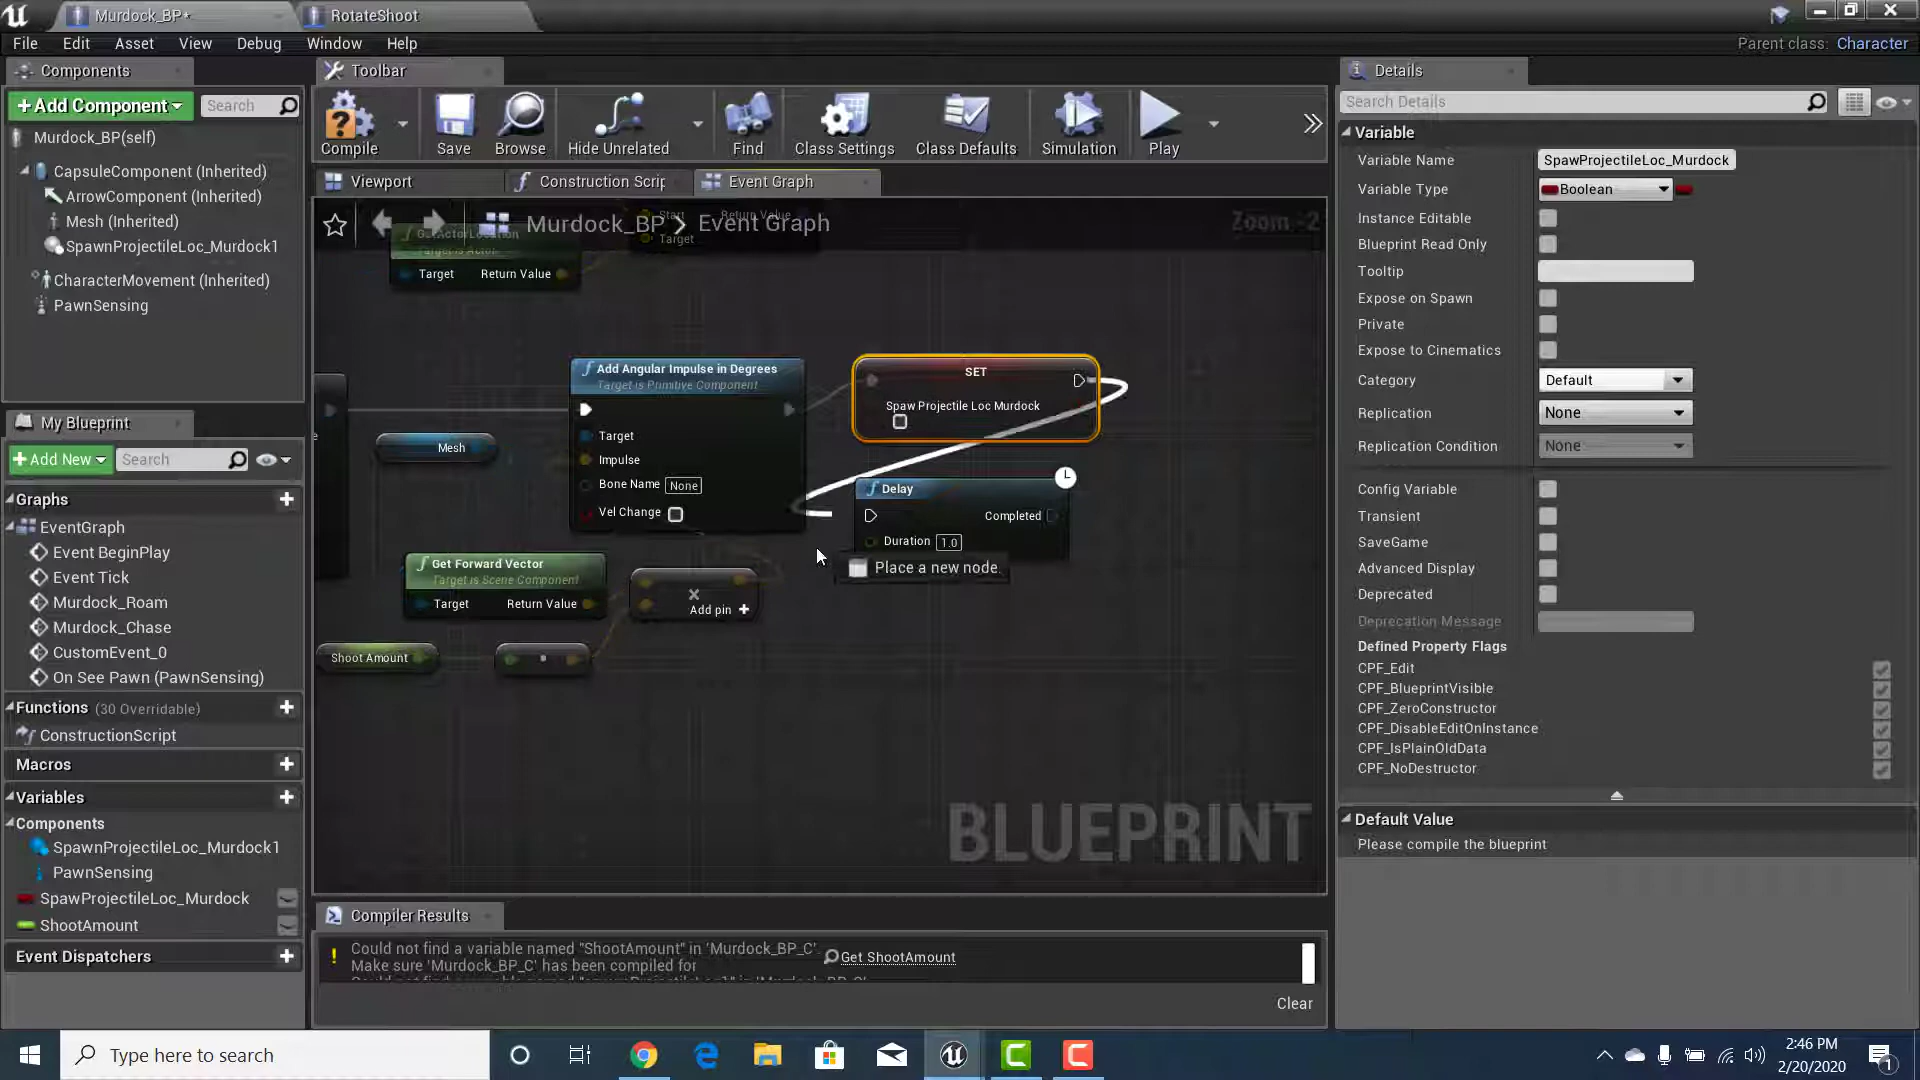 Murdock_BP*
RotateShoot
File Edit Asset View Debug Window Help
Parent class: Character
Components
Toolbar
Details
+Add Component
Search
Search Details
Murdock_BP(self)
CapsuleComponent (Inherited)
ArrowComponent (Inherited)
Mesh (Inherited)
SpawnProjectileLoc_Murdock1
CharacterMovement (Inherited)
PawnSensing
Compile
Save
Browse
Hide Unrelated
Find
Class Settings
Class Defaults
Simulation
Play
Viewport
Construction Scrip
Event Graph
Murdock_BP > Event Graph
Zoom -2
Start
Return Value
Target
GetActorLocation
Target is Actor
Target Return Value
Add Angular Impulse in Degrees
Target is Primitive Component
Target
Impulse
Bone Name None
Vel Change
Mesh
SET
Spaw Projectile Loc Murdock
Delay
Completed
Duration 1.0
Place a new node.
Get Forward Vector
Target is Scene Component
Target Return Value
Add pin +
Shoot Amount
BLUEPRINT
My Blueprint
+Add New
Search
Graphs
EventGraph
Event BeginPlay
Event Tick
Murdock_Roam
Murdock_Chase
CustomEvent_0
On See Pawn (PawnSensing)
Functions (30 Overridable)
ConstructionScript
Macros
Variables
Components
SpawnProjectileLoc_Murdock1
PawnSensing
SpawProjectileLoc_Murdock
ShootAmount
Event Dispatchers
Compiler Results
Could not find a variable named "ShootAmount" in 'Murdock_BP_C'.
Make sure 'Murdock_BP_C' has been compiled for
Get ShootAmount
Clear
Variable
Variable Name SpawProjectileLoc_Murdock
Variable Type Boolean
Instance Editable
Blueprint Read Only
Tooltip
Expose on Spawn
Private
Expose to Cinematics
Category Default
Replication None
Replication Condition None
Config Variable
Transient
SaveGame
Advanced Display
Deprecated
Deprecation Message
Defined Property Flags
CPF_Edit
CPF_BlueprintVisible
CPF_ZeroConstructor
CPF_DisableEditOnInstance
CPF_IsPlainOldData
CPF_NoDestructor
Default Value
Please compile the blueprint
Type here to search
2:46 PM
2/20/2020
1